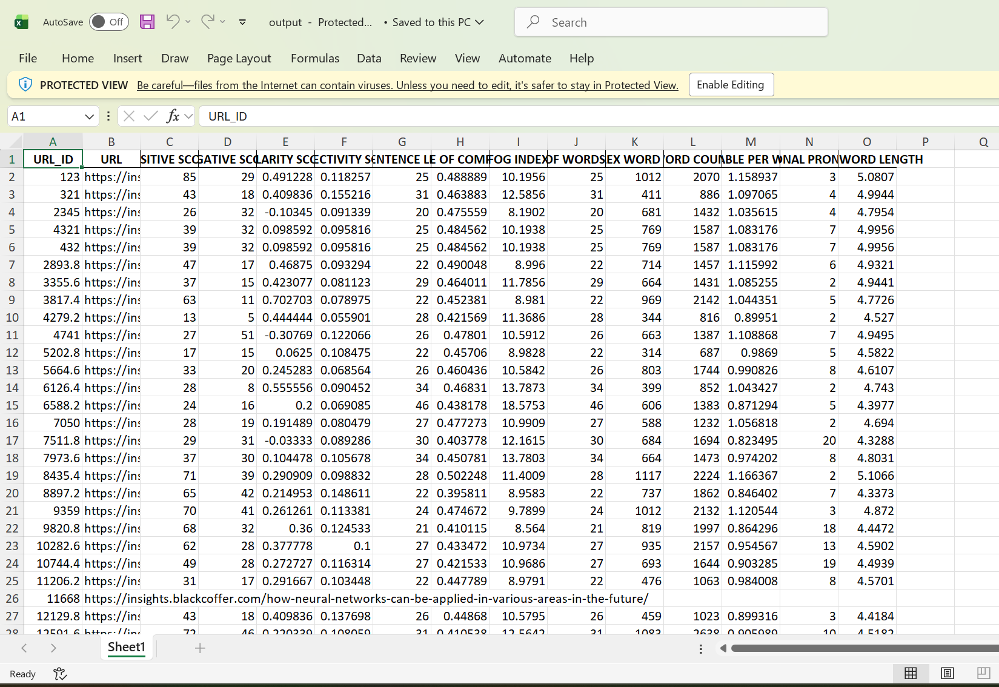 AutoSave Off output - Protected... • Saved to this PC Search
File Home Insert Draw Page Layout Formulas Data Review View Automate Help
PROTECTED VIEW Be careful—files from the Internet can contain viruses. Unless you need to edit, it's safer to stay in Protected View. Enable Editing
A1 fx URL_ID
A B C D E F G H I J K L M N O P Q
1 URL_ID URL SITIVE SCO GATIVE SCO LARITY SCO ECTIVITY S ENTENCE LE E OF COMP FOG INDEX OF WORDS EX WORD ORD COUN BLE PER W ONAL PRON WORD LENGTH
2 123 https://ins 85 29 0.491228 0.118257 25 0.488889 10.1956 25 1012 2070 1.158937 3 5.0807
3 321 https://ins 43 18 0.409836 0.155216 31 0.463883 12.5856 31 411 886 1.097065 4 4.9944
4 2345 https://ins 26 32 -0.10345 0.091339 20 0.475559 8.1902 20 681 1432 1.035615 4 4.7954
5 4321 https://ins 39 32 0.098592 0.095816 25 0.484562 10.1938 25 769 1587 1.083176 7 4.9956
6 432 https://ins 39 32 0.098592 0.095816 25 0.484562 10.1938 25 769 1587 1.083176 7 4.9956
7 2893.8 https://ins 47 17 0.46875 0.093294 22 0.490048 8.996 22 714 1457 1.115992 6 4.9321
8 3355.6 https://ins 37 15 0.423077 0.081123 29 0.464011 11.7856 29 664 1431 1.085255 2 4.9441
9 3817.4 https://ins 63 11 0.702703 0.078975 22 0.452381 8.981 22 969 2142 1.044351 5 4.7726
10 4279.2 https://ins 13 5 0.444444 0.055901 28 0.421569 11.3686 28 344 816 0.89951 2 4.527
11 4741 https://ins 27 51 -0.30769 0.122066 26 0.47801 10.5912 26 663 1387 1.108868 7 4.9495
12 5202.8 https://ins 17 15 0.0625 0.108475 22 0.45706 8.9828 22 314 687 0.9869 5 4.5822
13 5664.6 https://ins 33 20 0.245283 0.068564 26 0.460436 10.5842 26 803 1744 0.990826 8 4.6107
14 6126.4 https://ins 28 8 0.555556 0.090452 34 0.46831 13.7873 34 399 852 1.043427 2 4.743
15 6588.2 https://ins 24 16 0.2 0.069085 46 0.438178 18.5753 46 606 1383 0.871294 5 4.3977
16 7050 https://ins 28 19 0.191489 0.080479 27 0.477273 10.9909 27 588 1232 1.056818 2 4.694
17 7511.8 https://ins 29 31 -0.03333 0.089286 30 0.403778 12.1615 30 684 1694 0.823495 20 4.3288
18 7973.6 https://ins 37 30 0.104478 0.105678 34 0.450781 13.7803 34 664 1473 0.974202 8 4.8031
19 8435.4 https://ins 71 39 0.290909 0.098832 28 0.502248 11.4009 28 1117 2224 1.166367 2 5.1066
20 8897.2 https://ins 65 42 0.214953 0.148611 22 0.395811 8.9583 22 737 1862 0.846402 7 4.3373
21 9359 https://ins 70 41 0.261261 0.113381 24 0.474672 9.7899 24 1012 2132 1.120544 3 4.872
22 9820.8 https://ins 68 32 0.36 0.124533 21 0.410115 8.564 21 819 1997 0.864296 18 4.4472
23 10282.6 https://ins 62 28 0.377778 0.1 27 0.433472 10.9734 27 935 2157 0.954567 13 4.5902
24 10744.4 https://ins 49 28 0.272727 0.116314 27 0.421533 10.9686 27 693 1644 0.903285 19 4.4939
25 11206.2 https://ins 31 17 0.291667 0.103448 22 0.447789 8.9791 22 476 1063 0.984008 8 4.5701
26 11668 https://insights.blackcoffer.com/how-neural-networks-can-be-applied-in-various-areas-in-the-future/
27 12129.8 https://ins 43 18 0.409836 0.137698 26 0.44868 10.5795 26 459 1023 0.899316 3 4.4184
28 12591.6 https://ins 72 46 0.220339 0.108059 31 0.410538 12.5642 31 1083 2638 0.905989 10 4.5182
Sheet1
Ready